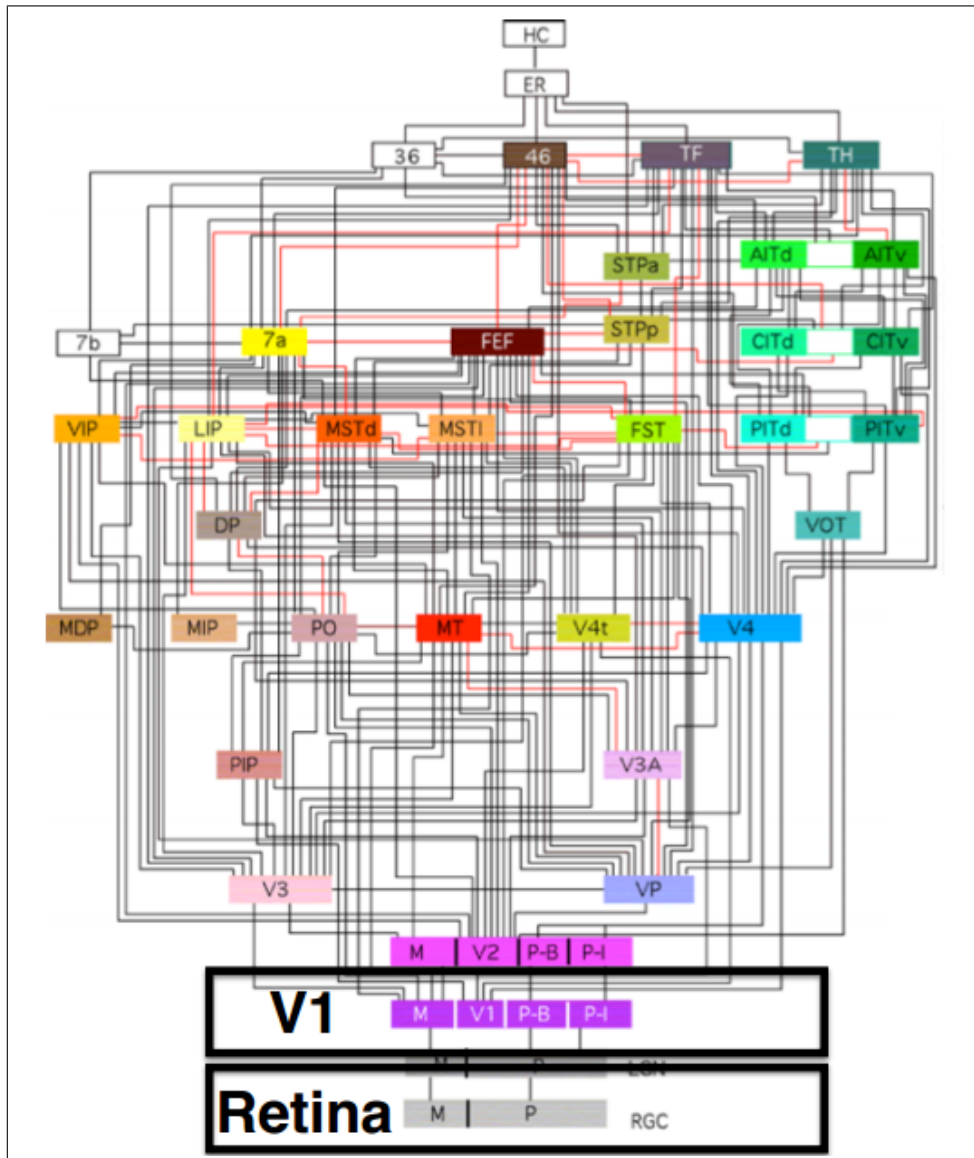 HC
ER
36 46 TF TH
STPa AITd AITv
7b 7a FEF STPp CITd CITv
VIP LIP MSTd MSTl FST PITd PITv
DP VOT
MDP MIP PO MT V4t V4
PIP V3A
V3 VP
M V2 P-B P-I
V1 M V1 P-B P-I
M P LGN
Retina M P RGC